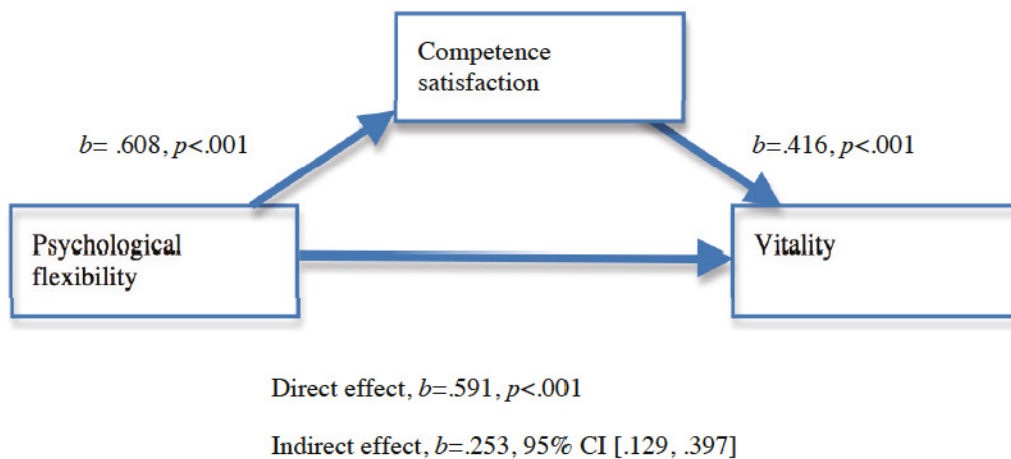 Competence
satisfaction
b= .608, p<.001
b=.416, p<.001
Psychological
flexibility
Vitality
Direct effect, b=.591, p<.001
Indirect effect, b=.253, 95% CI [.129, .397]